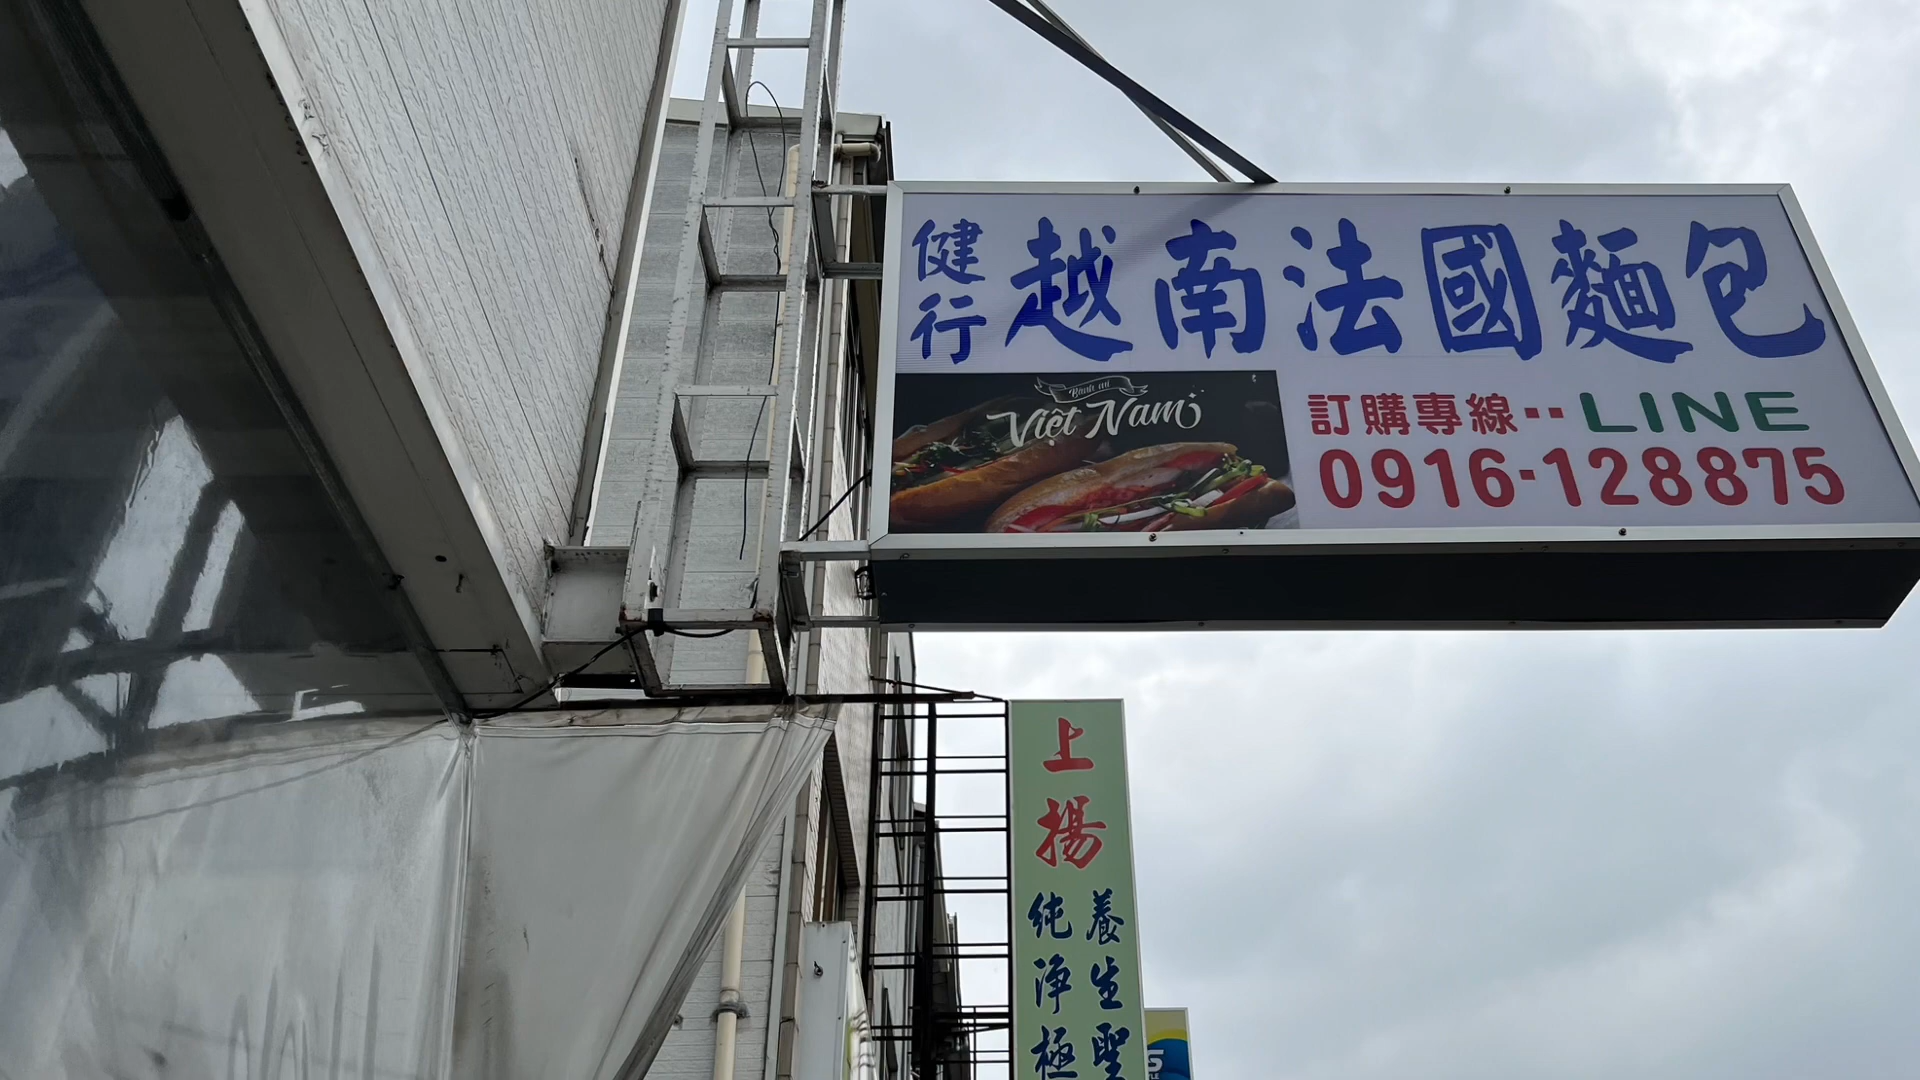 健行
越南法國麵包
Bánh mì
Việt Nam
訂購專線··LINE
0916-128875
上揚
養生聖
純淨極